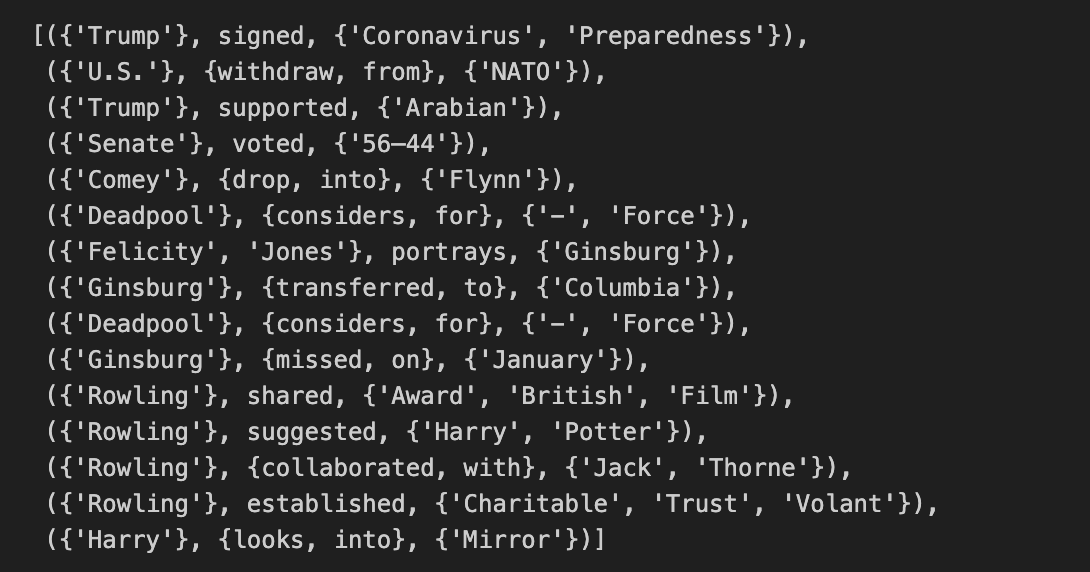 [({'Trump'}, signed, {'Coronavirus', 'Preparedness'}),
({'U.S.'}, {withdraw, from}, {'NATO'}),
({'Trump'}, supported, {'Arabian'}),
({'Senate'}, voted, {'56–44'}),
({'Comey'}, {drop, into}, {'Flynn'}),
({'Deadpool'}, {considers, for}, {'-', 'Force'}),
({'Felicity', 'Jones'}, portrays, {'Ginsburg'}),
({'Ginsburg'}, {transferred, to}, {'Columbia'}),
({'Deadpool'}, {considers, for}, {'-', 'Force'}),
({'Ginsburg'}, {missed, on}, {'January'}),
({'Rowling'}, shared, {'Award', 'British', 'Film'}),
({'Rowling'}, suggested, {'Harry', 'Potter'}),
({'Rowling'}, {collaborated, with}, {'Jack', 'Thorne'}),
({'Rowling'}, established, {'Charitable', 'Trust', 'Volant'}),
({'Harry'}, {looks, into}, {'Mirror'})]